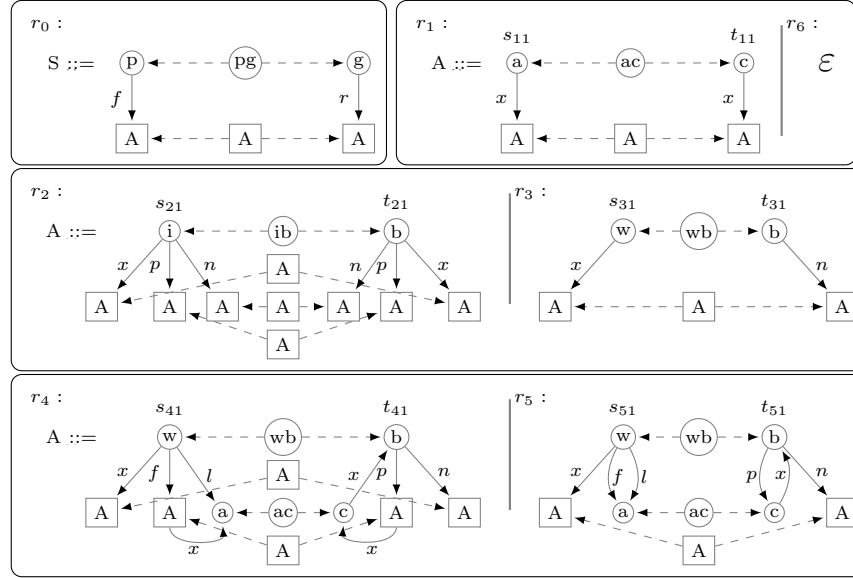 r₀ : r₁ : r₆ :
s₁₁ t₁₁
S ::= p pg g A ::= a ac c ε
f r x x
A A A A A A
r₂ : r₃ :
s₂₁ t₂₁ s₃₁ t₃₁
A ::= i ib b w wb b
x p n A n p x x n
A A A A A A A A A A
A
r₄ : r₅ :
s₄₁ t₄₁ s₅₁ t₅₁
A ::= w wb b w wb b
x f l A x p n x f l p x n
A A a ac c A A A a ac c A
x A x A